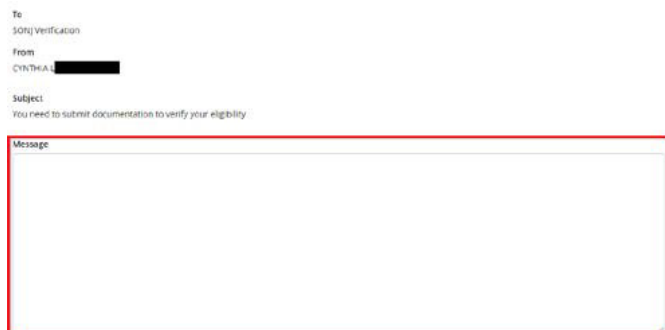 To
SONJ Verification
From
CYNTHIA L
Subject
You need to submit documentation to verify your eligibility
Message